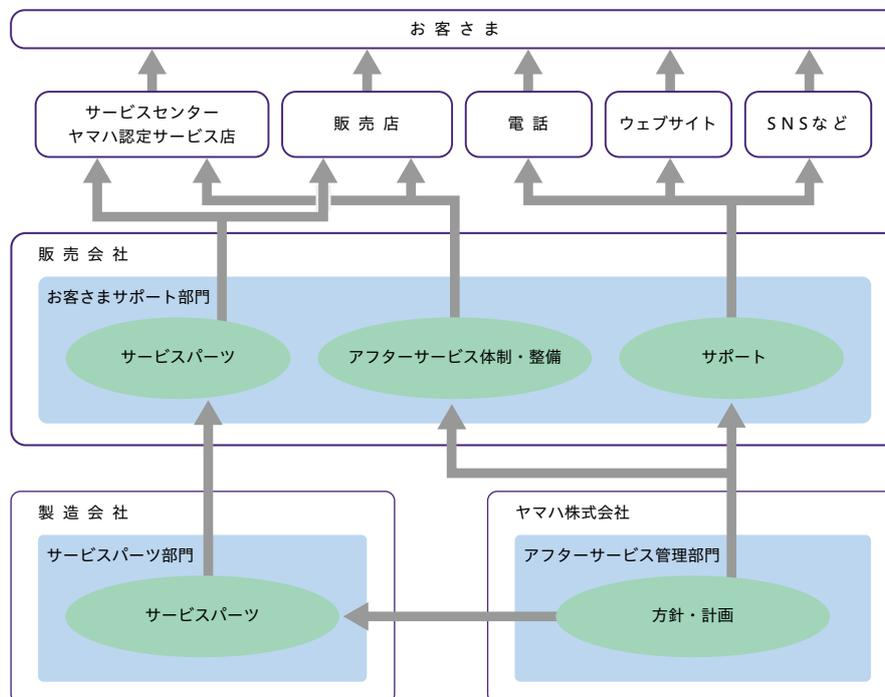 お客さま
サービスセンター
ヤマハ認定サービス店
販売店
電話
ウェブサイト
SNSなど
販売会社
お客さまサポート部門
サービスパーツ
アフターサービス体制・整備
サポート
製造会社
サービスパーツ部門
サービスパーツ
ヤマハ株式会社
アフターサービス管理部門
方針・計画